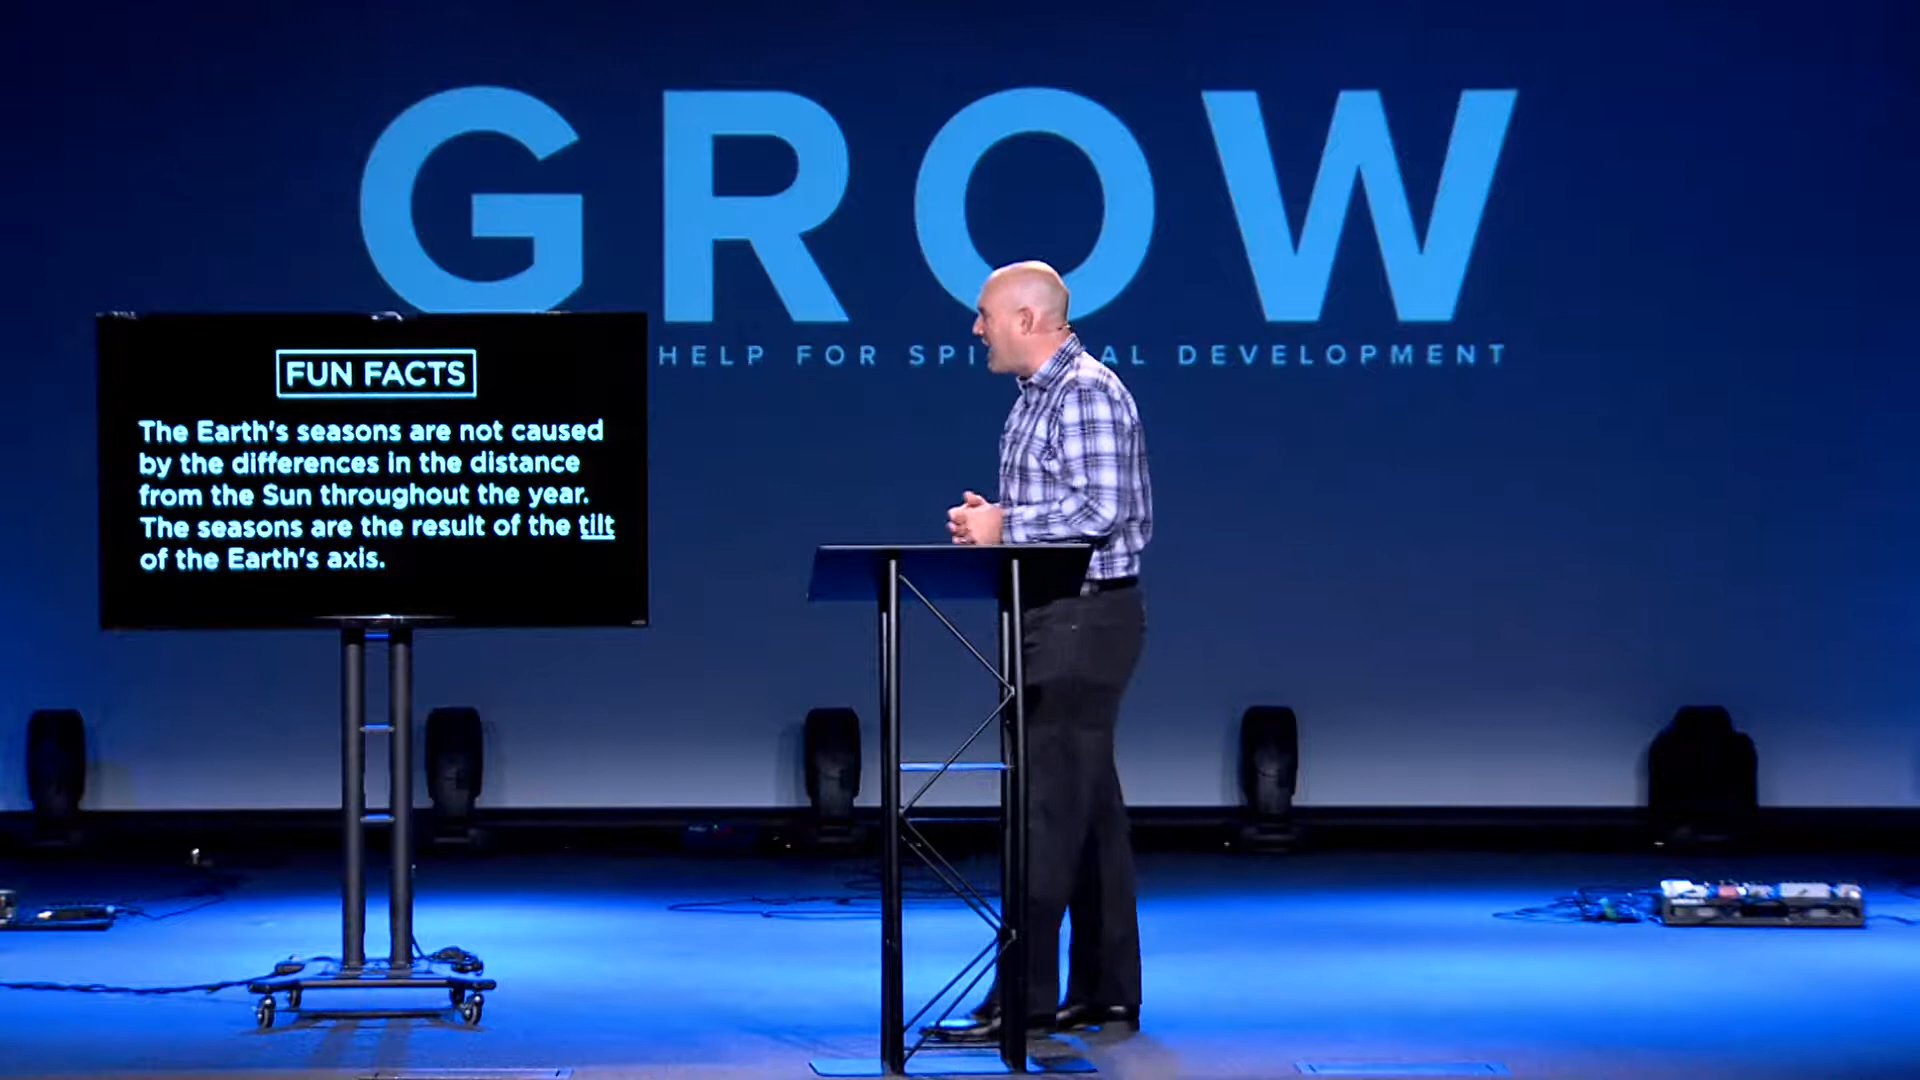 GROW
HELP FOR SPI AL DEVELOPMENT
FUN FACTS
The Earth's seasons are not caused
by the differences in the distance
from the Sun throughout the year.
The seasons are the result of the tilt
of the Earth's axis.